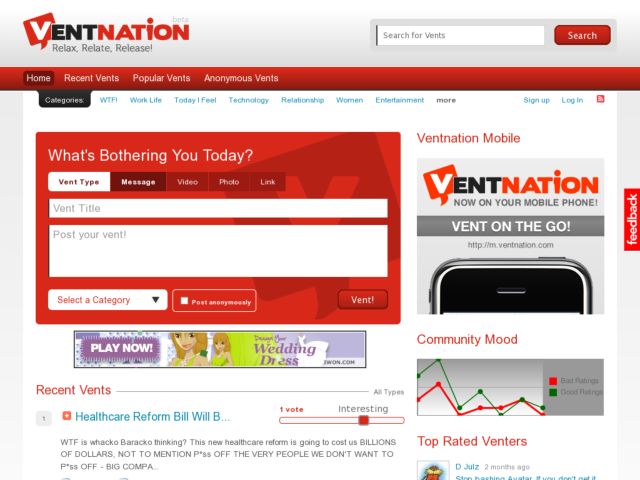 VENTNATION beta
Relax, Relate, Release!
Search for Vents
Search
Home Recent Vents Popular Vents Anonymous Vents
Categories: WTF! Work Life Today I Feel Technology Relationship Women Entertainment more Sign up Log In
What's Bothering You Today?
Vent Type Message Video Photo Link
Vent Title
Post your vent!
Select a Category
Post anonymously
Vent!
Ventnation Mobile
VENTNATION
NOW ON YOUR MOBILE PHONE!
VENT ON THE GO!
http://m.ventnation.com
feedback
PLAY NOW!
Design Your
Wedding
Dress
IWON.COM
Community Mood
Bad Ratings
Good Ratings
Recent Vents
All Types
1
Healthcare Reform Bill Will B...
1 vote Interesting
WTF is whacko Baracko thinking? This new healthcare reform is going to cost us BILLIONS
OF DOLLARS, NOT TO MENTION P*ss OFF THE VERY PEOPLE WE DON'T WANT TO
P*ss OFF - BIG COMPA...
Top Rated Venters
D Julz 2 months ago
Stop bashing Avatar. If you don't get it